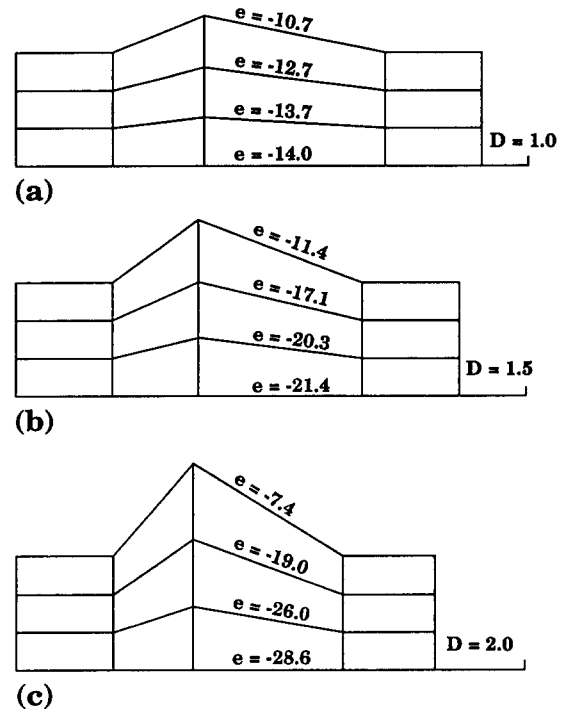 e = -10.7
e = -12.7
e = -13.7
e = -14.0
D = 1.0
(a)
e = -11.4
e = -17.1
e = -20.3
e = -21.4
D = 1.5
(b)
e = -7.4
e = -19.0
e = -26.0
e = -28.6
D = 2.0
(c)